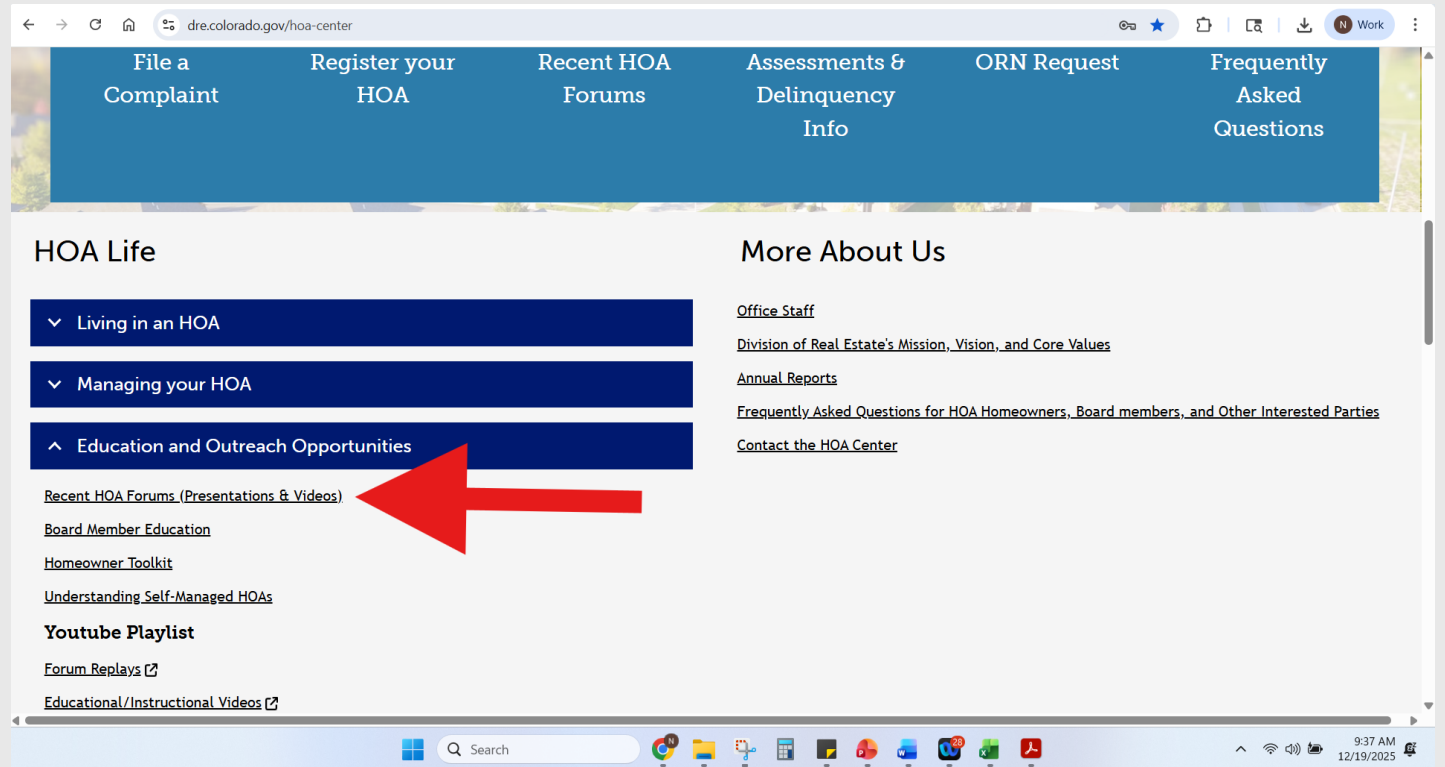 dre.colorado.gov/hoa-center
N Work
File a
Complaint
Register your
HOA
Recent HOA
Forums
Assessments &
Delinquency
Info
ORN Request
Frequently
Asked
Questions
HOA Life
Living in an HOA
Managing your HOA
Education and Outreach Opportunities
Recent HOA Forums (Presentations & Videos)
Board Member Education
Homeowner Toolkit
Understanding Self-Managed HOAs
Youtube Playlist
Forum Replays
Educational/Instructional Videos
More About Us
Office Staff
Division of Real Estate's Mission, Vision, and Core Values
Annual Reports
Frequently Asked Questions for HOA Homeowners, Board members, and Other Interested Parties
Contact the HOA Center
Search
N
28
9:37 AM
12/19/2025